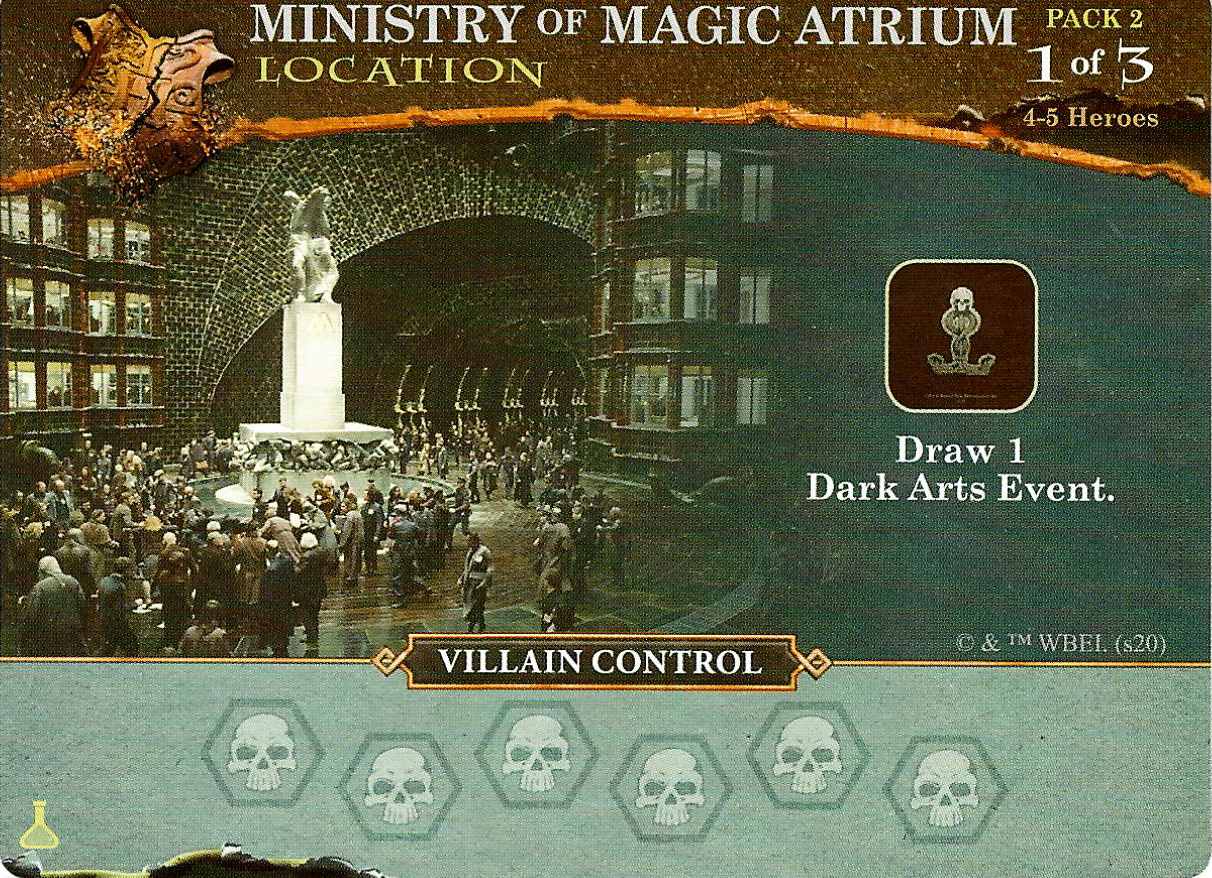 MINISTRY OF MAGIC ATRIUM
PACK 2
LOCATION
1 of 3
4-5 Heroes
Draw 1
Dark Arts Event.
© & ™ WBEI. (s20)
VILLAIN CONTROL